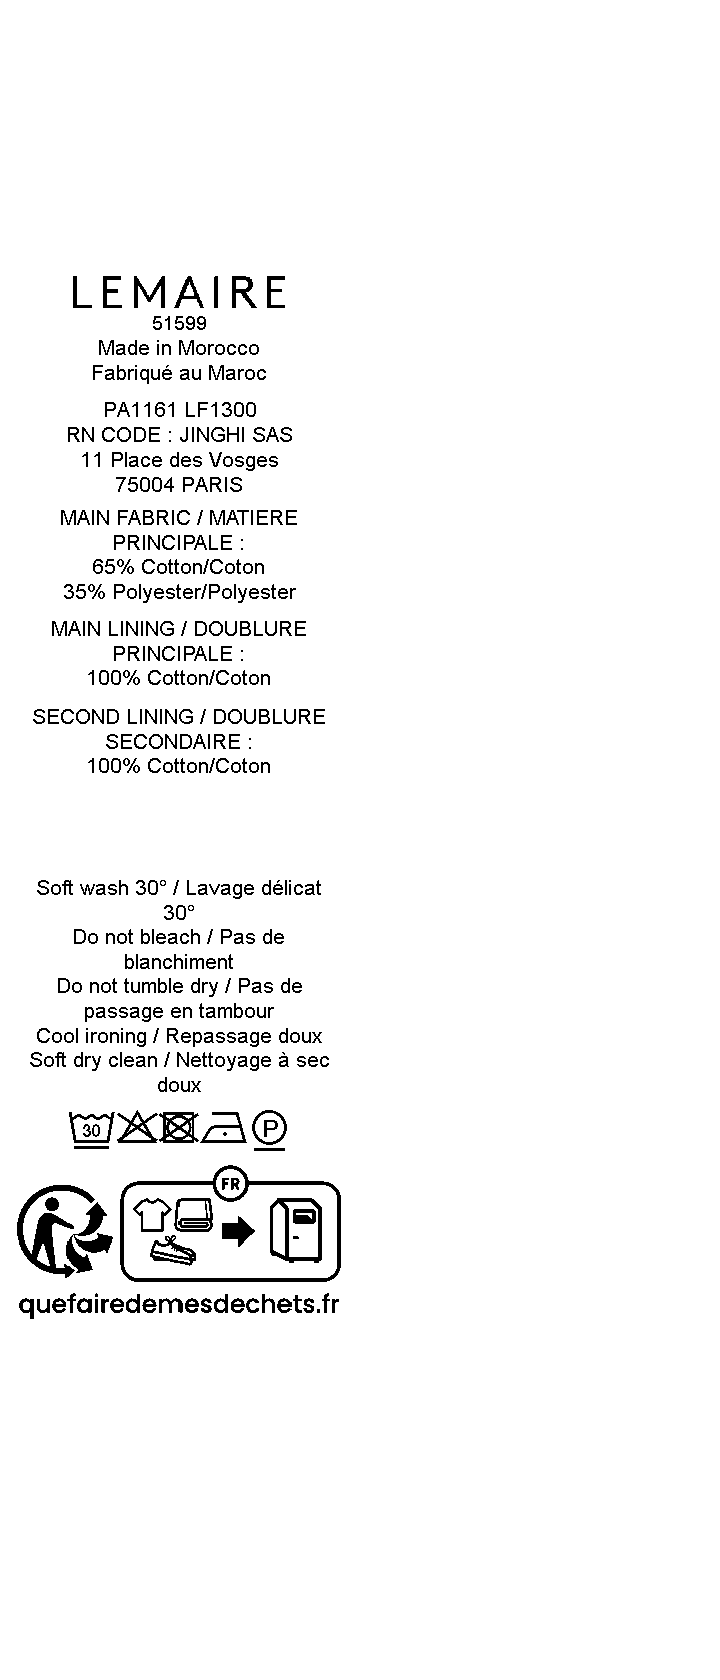 LEMAIRE
51599
Made in Morocco
Fabriqué au Maroc
PA1161 LF1300
RN CODE : JINGHI SAS
11 Place des Vosges
75004 PARIS
MAIN FABRIC / MATIERE
PRINCIPALE :
65% Cotton/Coton
35% Polyester/Polyester
MAIN LINING / DOUBLURE
PRINCIPALE :
100% Cotton/Coton
SECOND LINING / DOUBLURE
SECONDAIRE :
100% Cotton/Coton
Soft wash 30° / Lavage délicat
30°
Do not bleach / Pas de
blanchiment
Do not tumble dry / Pas de
passage en tambour
Cool ironing / Repassage doux
Soft dry clean / Nettoyage à sec
doux
30 P
FR
quefairedemesdechets.fr